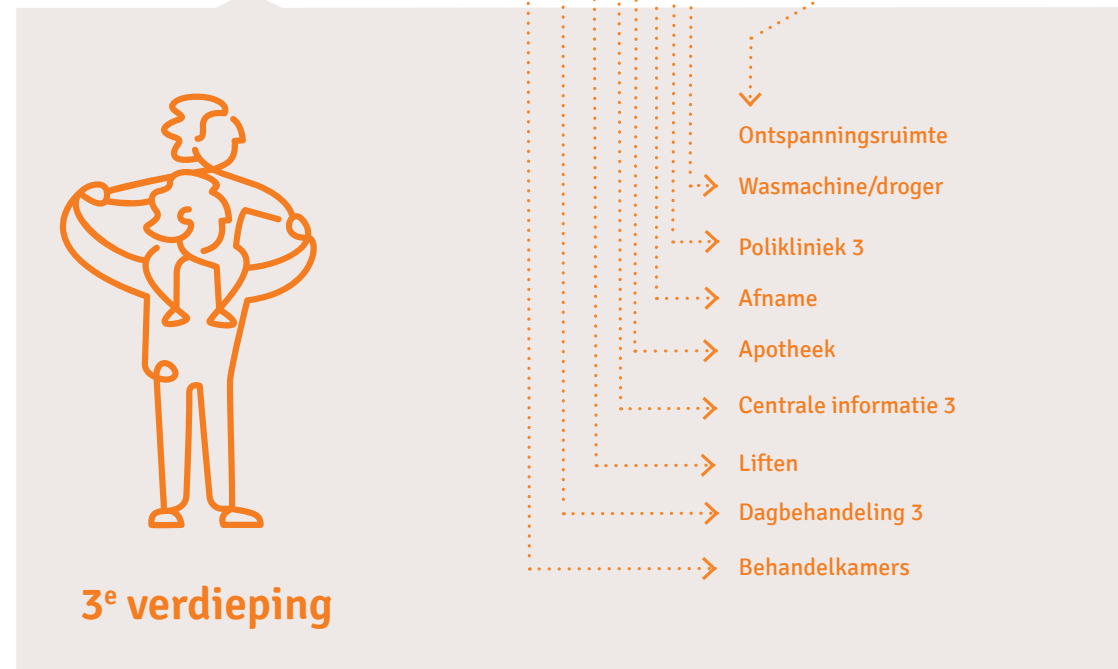 Ontspanningsruimte
Wasmachine/droger
Polikliniek 3
Afname
Apotheek
Centrale informatie 3
Liften
Dagbehandeling 3
Behandelkamers
3e verdieping